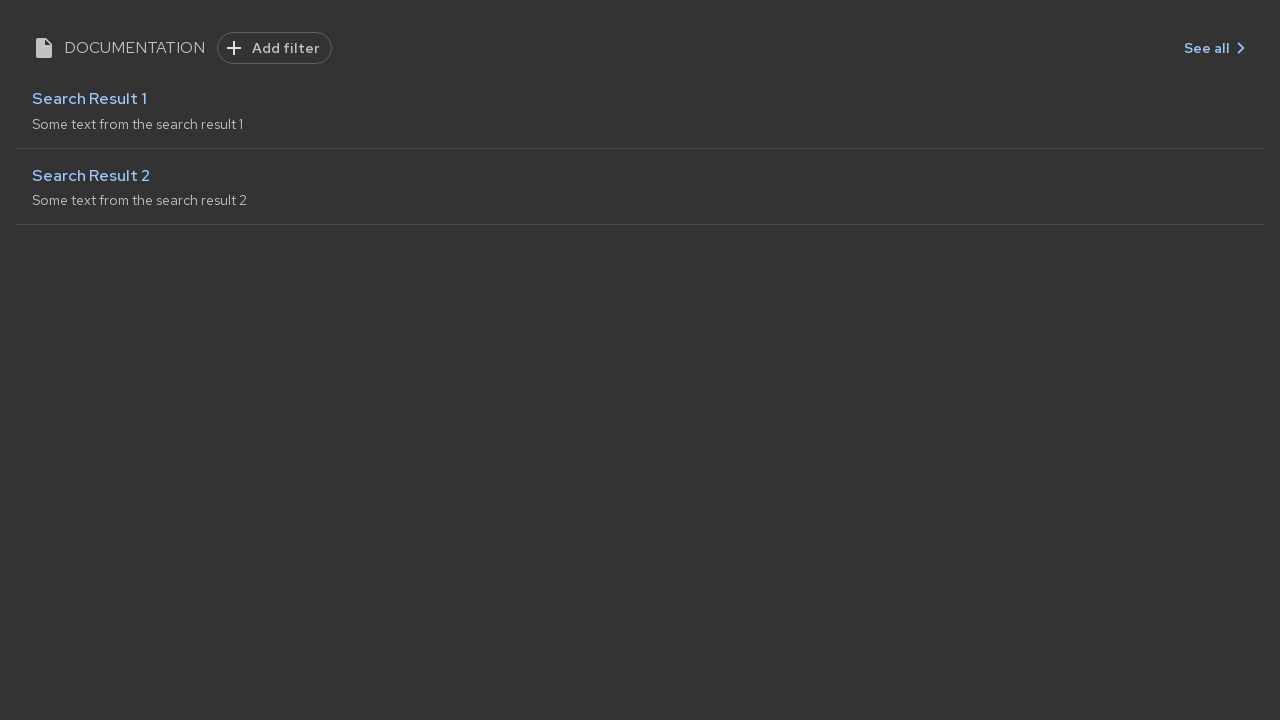 DOCUMENTATION Add filter See all
Search Result 1
Some text from the search result 1
Search Result 2
Some text from the search result 2